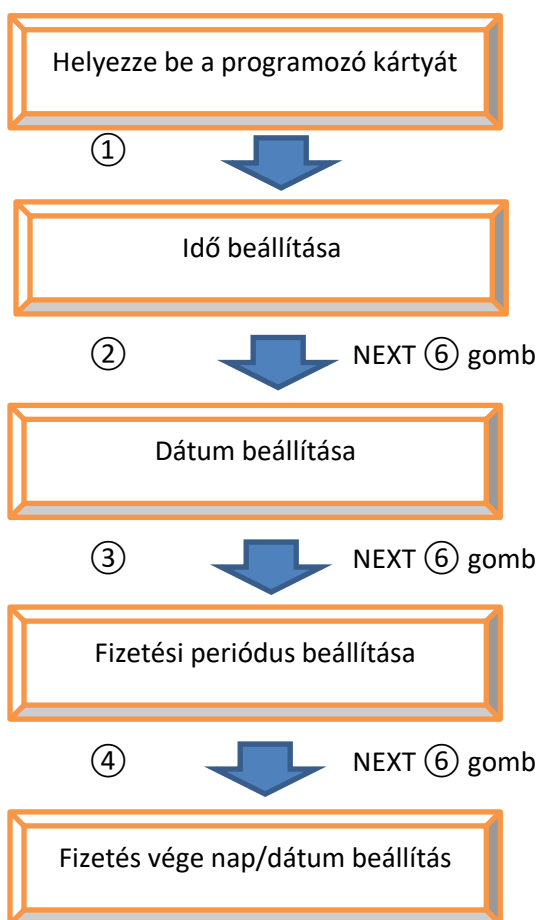 Helyezze be a programozó kártyát
①
Idő beállítása
② NEXT ⑥ gomb
Dátum beállítása
③ NEXT ⑥ gomb
Fizetési periódus beállítása
④ NEXT ⑥ gomb
Fizetés vége nap/dátum beállítás